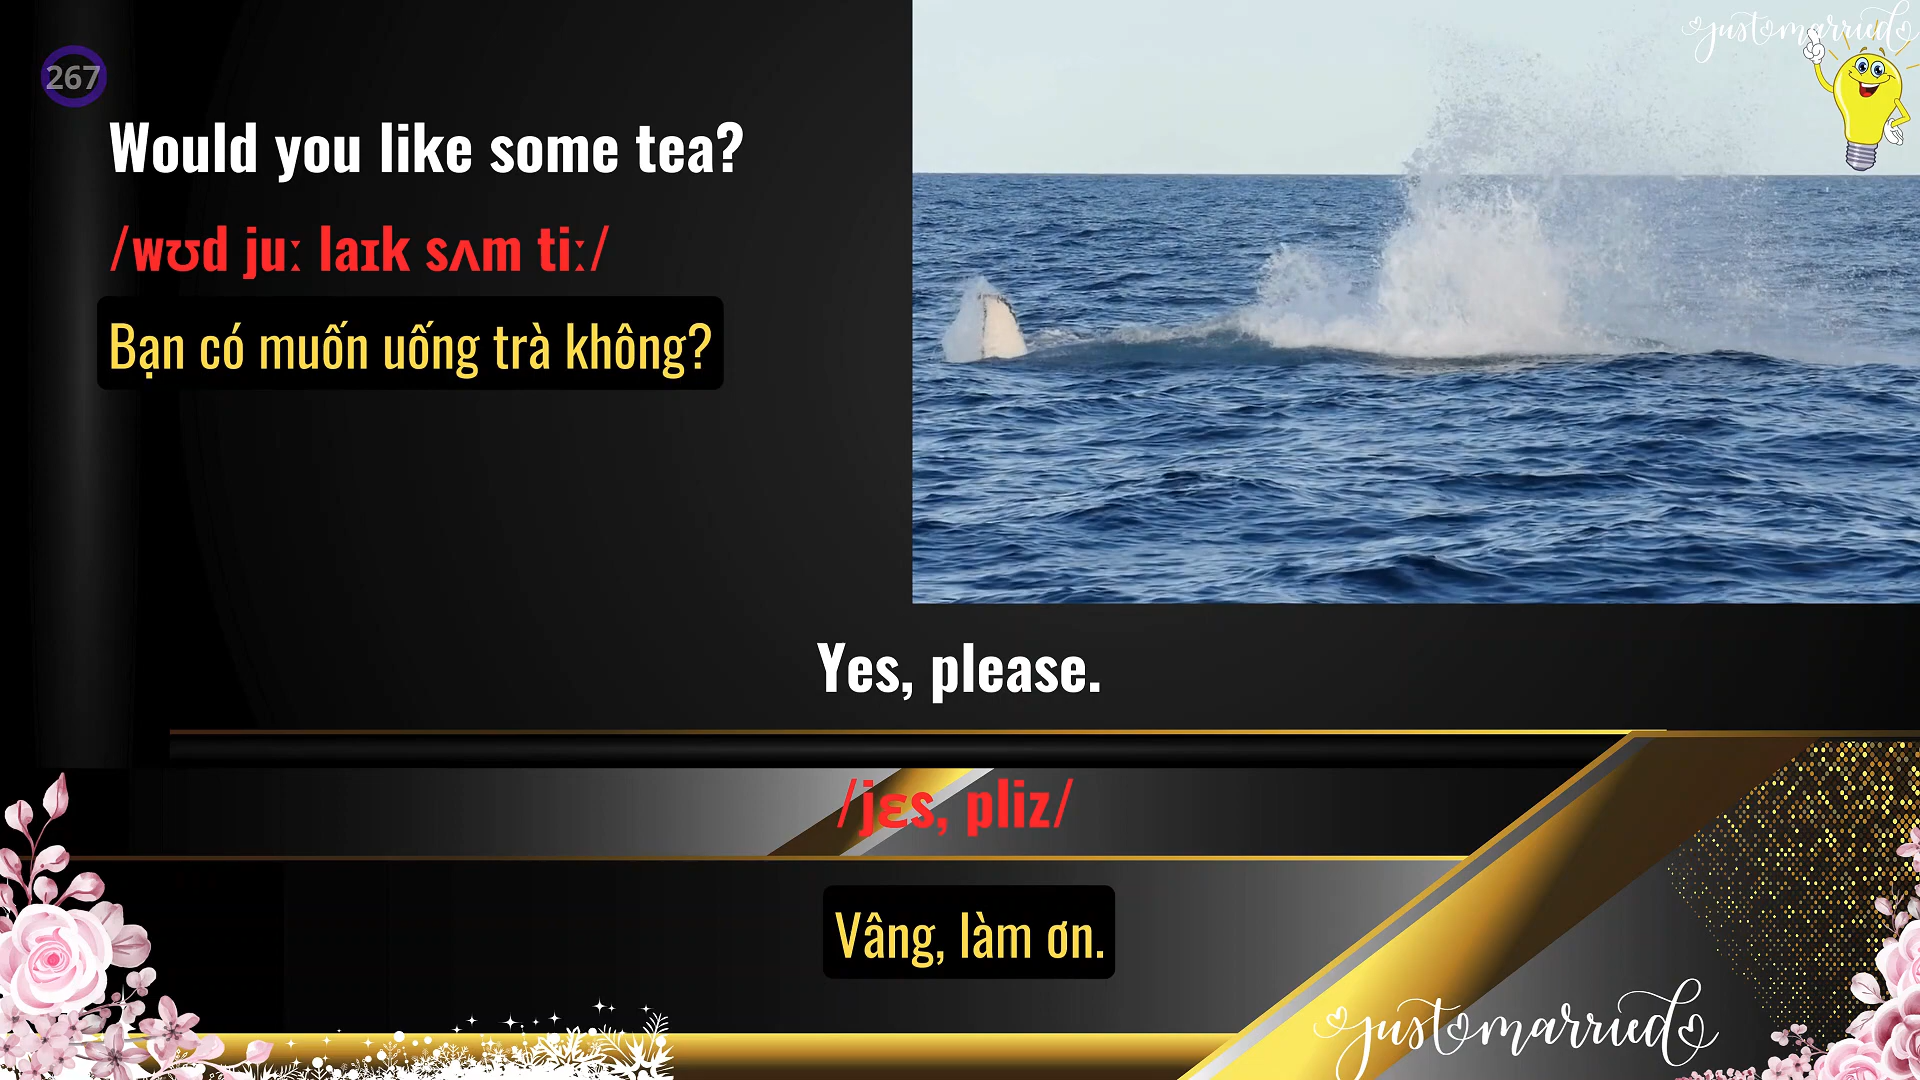 justmarried
267
Would you like some tea?
/wʊd juː laɪk sʌm tiː/
Bạn có muốn uống trà không?
Yes, please.
/jɛs, pliz/
Vâng, làm ơn.
justmarried